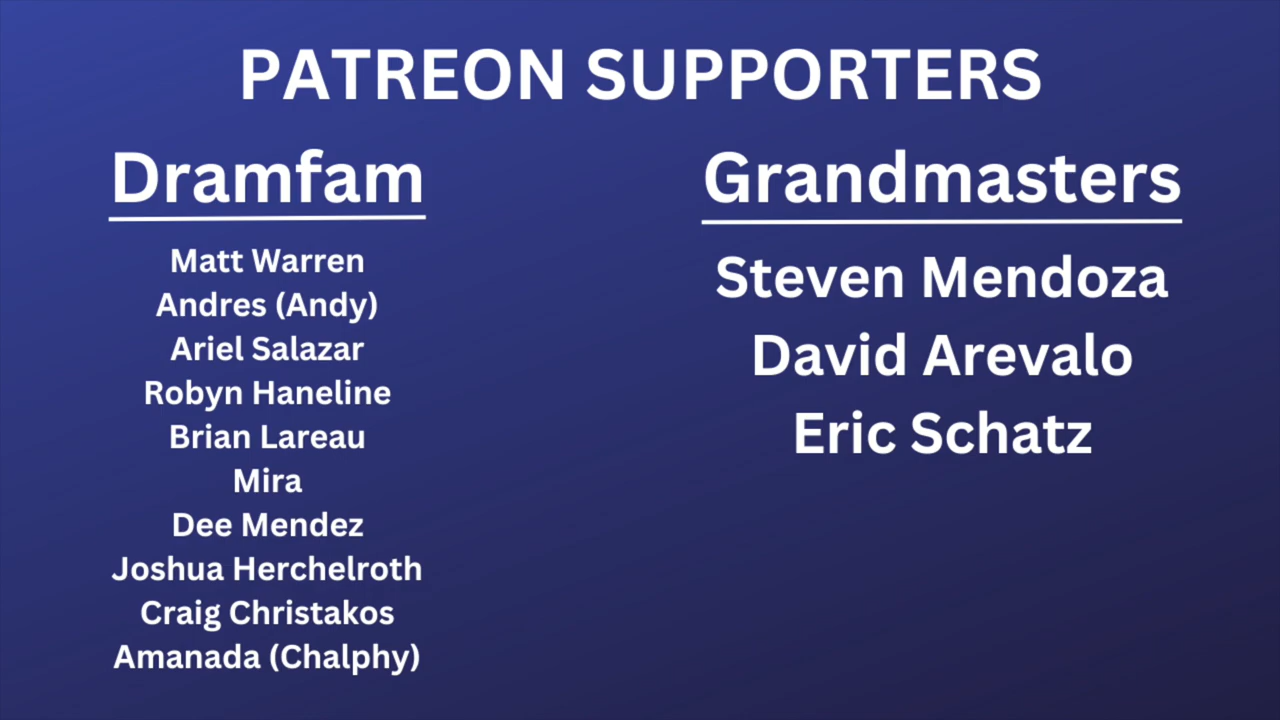 PATREON SUPPORTERS
Dramfam
Matt Warren
Andres (Andy)
Ariel Salazar
Robyn Haneline
Brian Lareau
Mira
Dee Mendez
Joshua Herchelroth
Craig Christakos
Amanada (Chalphy)
Grandmasters
Steven Mendoza
David Arevalo
Eric Schatz